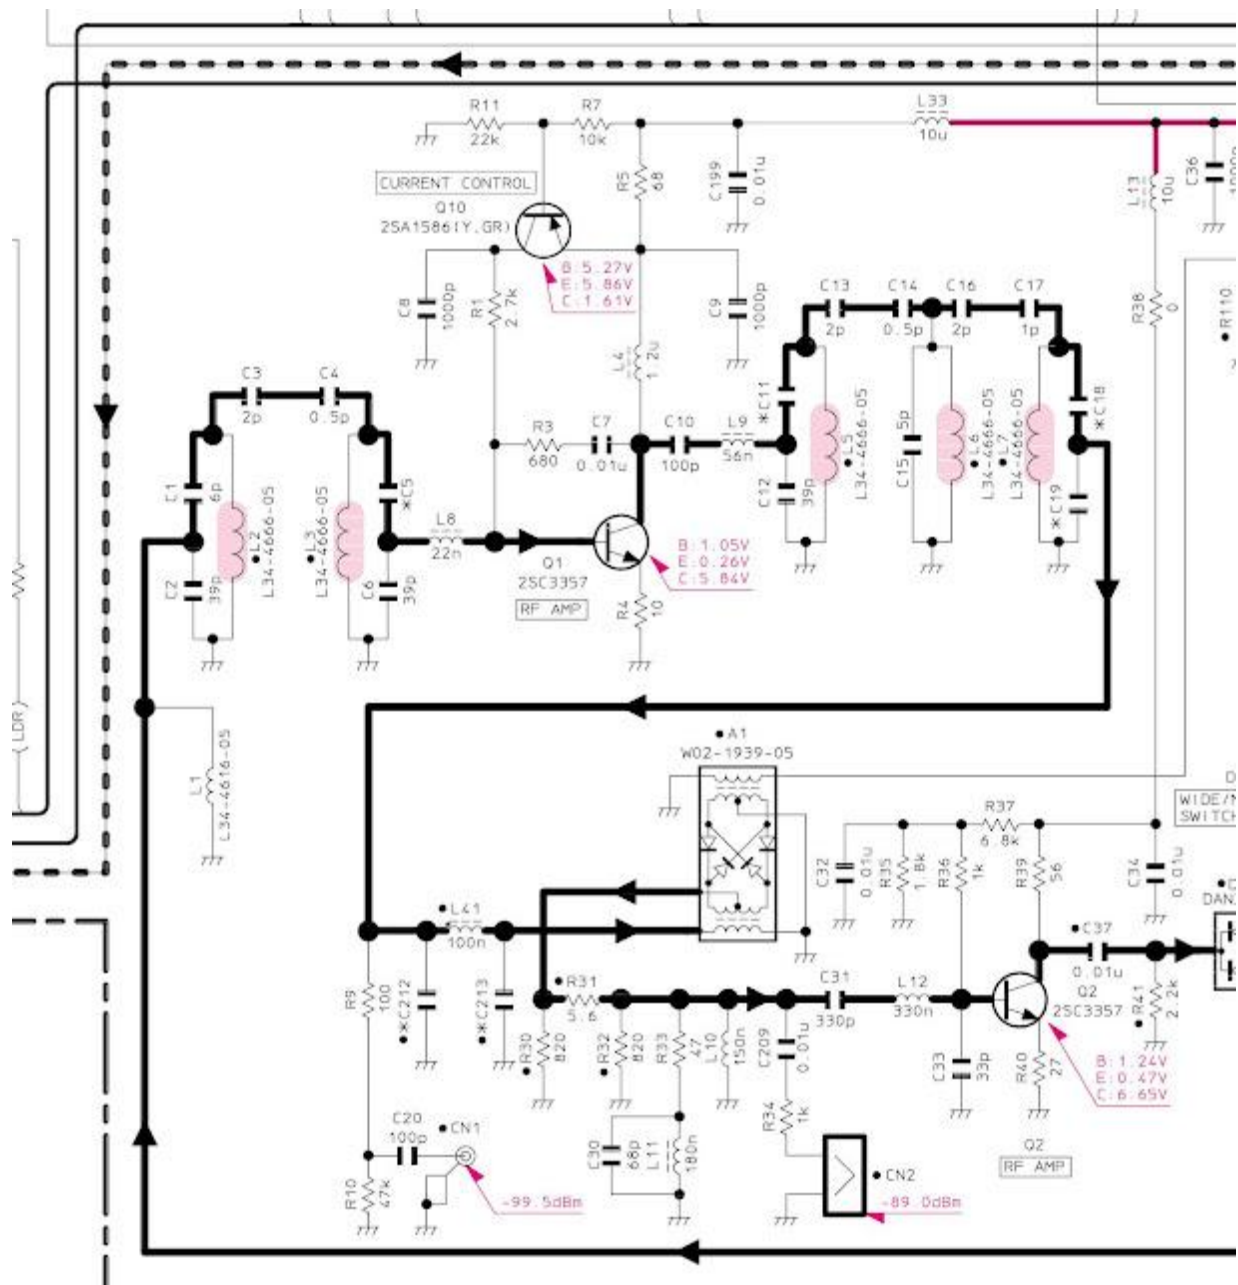 L33
10u
R11
22k
R7
10k
R5
68
C199
0.01u
L13
10u
C36
CURRENT CONTROL
Q10
2SA1586(Y,GR)
B:5.27V
E:5.86V
C:1.61V
C8
1000p
R1
2.7k
C9
1000p
L4
1.2u
C13
2p
C14
0.5p
C16
2p
C17
1p
R38
0
•R10
C3
2p
C4
0.5p
R3
680
C7
0.01u
C10
100p
L9
56n
*C11
C12
39p
•L5
L34-4666-05
C15
5p
•L6
L34-4666-05
•L7
L34-4666-05
*C18
*C19
C1
6p
C2
39p
•L2
L34-4666-05
•L3
L34-4666-05
*C5
C6
39p
L8
22n
Q1
2SC3357
RF AMP
B:1.05V
E:0.26V
C:5.84V
R4
10
(LDR)
L1
L34-4616-05
•A1
W02-1939-05
D
WIDE/N
SWITCH
R37
6.8k
C32
0.01u
R35
1.8k
R36
1k
R39
56
C34
0.01u
DAN
•L41
100n
R9
100
•*C212
•*C213
•R31
5.6
•R30
820
•R32
820
R33
47
L10
150n
C209
0.01u
C31
330p
L12
330n
•C37
0.01u
Q2
2SC3357
•R41
2.2k
C33
33p
R40
27
B:1.24V
E:0.47V
C:6.65V
R34
1k
C20
100p
•CN1
R10
47k
-99.5dBm
C30
68p
L11
180n
•CN2
-89.0dBm
Q2
RF AMP